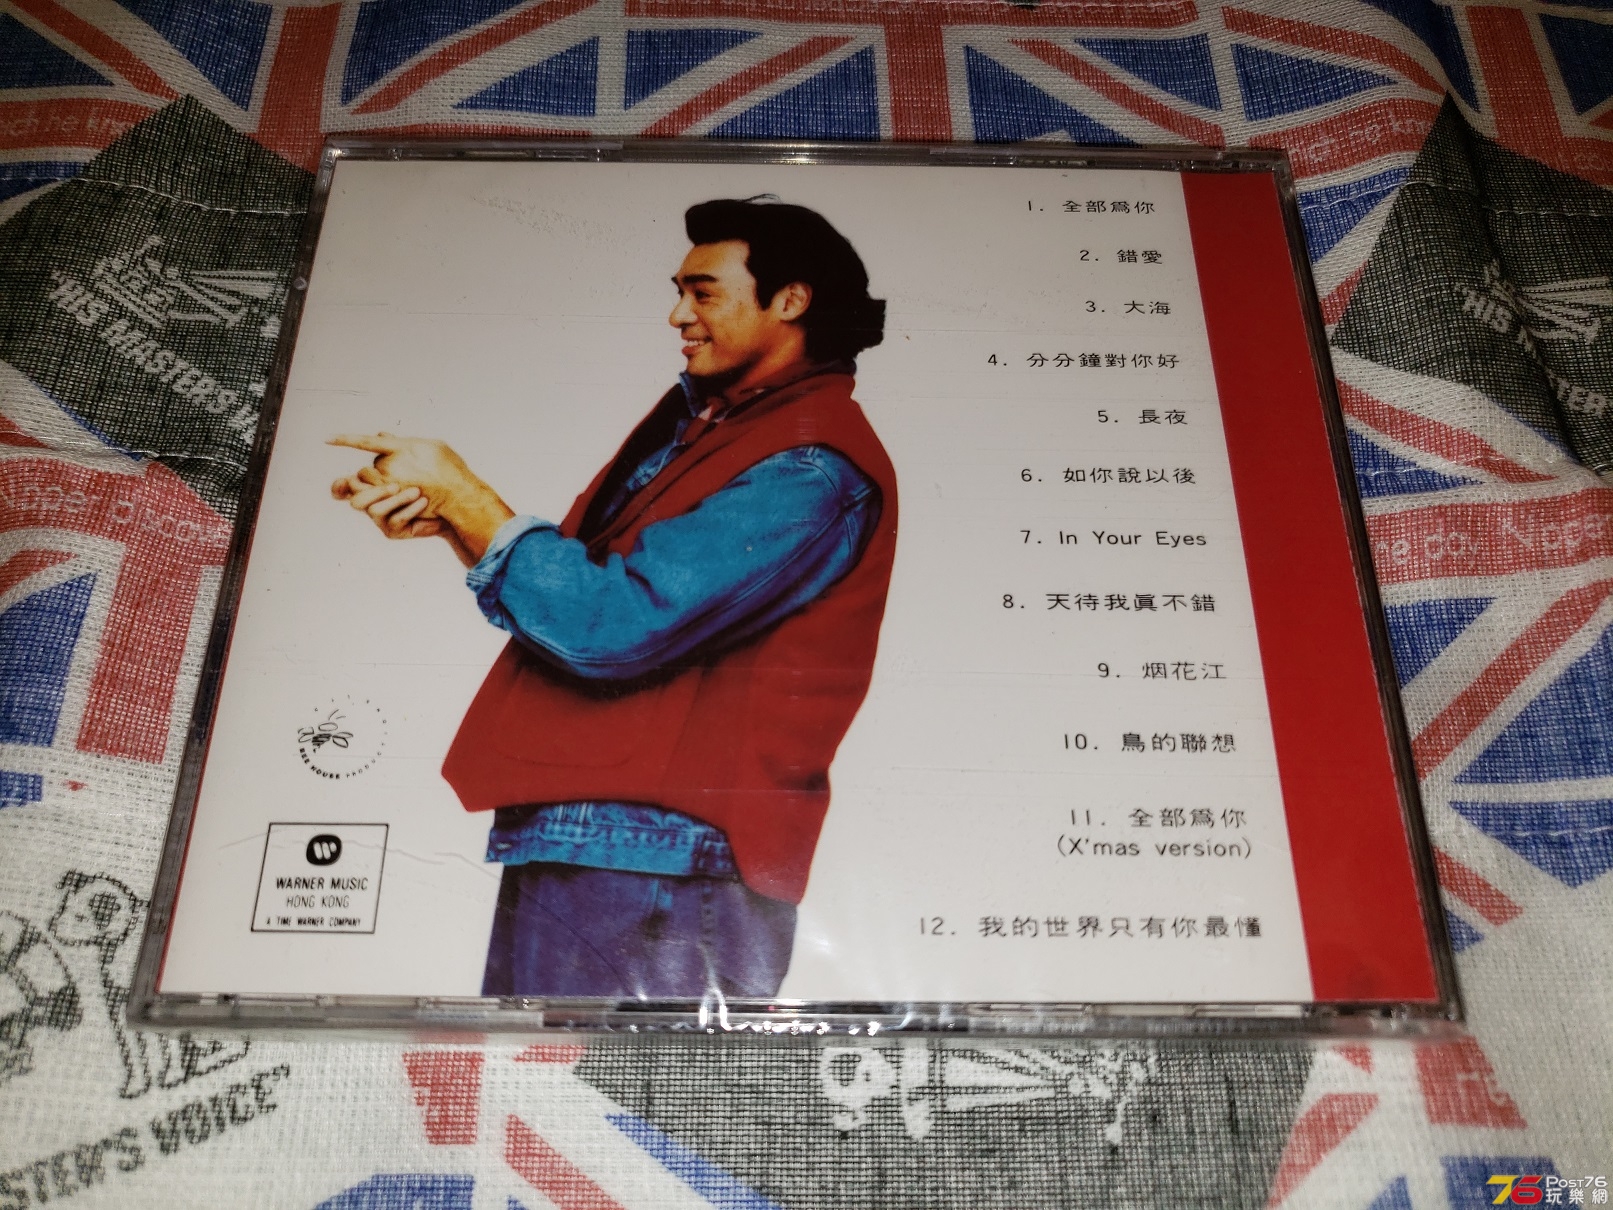 1. 全部爲你
2. 錯愛
3. 大海
4. 分分鐘對你好
5. 長夜
6. 如你說以後
7. In Your Eyes
8. 天待我眞不錯
9. 烟花江
10. 鳥的聯想
11. 全部爲你
(X'mas version)
12. 我的世界只有你最懂
BEE HOUSE
WARNER MUSIC
HONG KONG
A TIME WARNER COMPANY
"HIS MASTER'S
HIS MASTER
Nipper
MASTER'S VOICE"
76 Post76
玩樂網